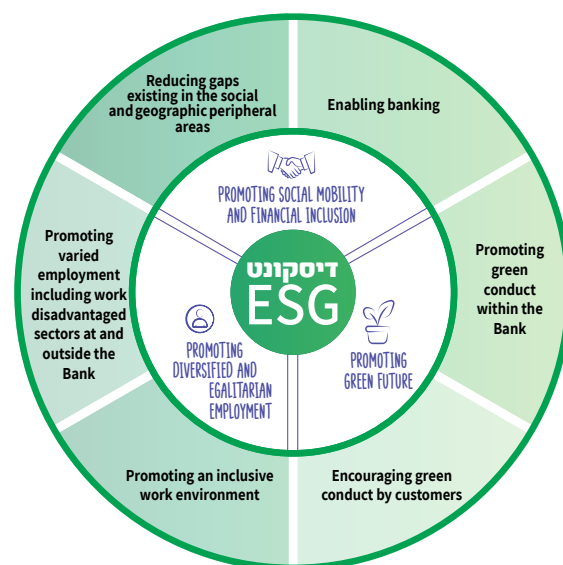 Reducing gaps
existing in the social
and geographic peripheral
areas
Enabling banking
PROMOTING SOCIAL MOBILITY
AND FINANCIAL INCLUSION
Promoting
varied
employment
including work
disadvantaged
sectors at and
outside the
Bank
דיסקונט
ESG
Promoting
green
conduct
within the
Bank
PROMOTING
DIVERSIFIED AND
EGALITARIAN
EMPLOYMENT
PROMOTING
GREEN FUTURE
Promoting an inclusive
work environment
Encouraging green
conduct by customers